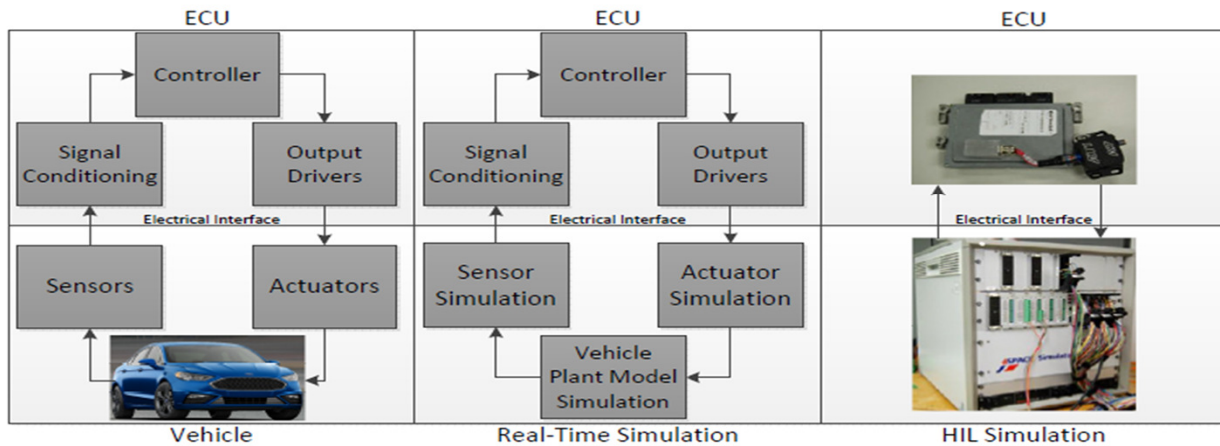 ECU
ECU
ECU
Controller
Signal
Conditioning
Output
Drivers
Electrical Interface
Sensors
Actuators
Vehicle
Controller
Signal
Conditioning
Output
Drivers
Electrical Interface
Sensor
Simulation
Actuator
Simulation
Vehicle
Plant Model
Simulation
Real-Time Simulation
Electrical Interface
HIL Simulation